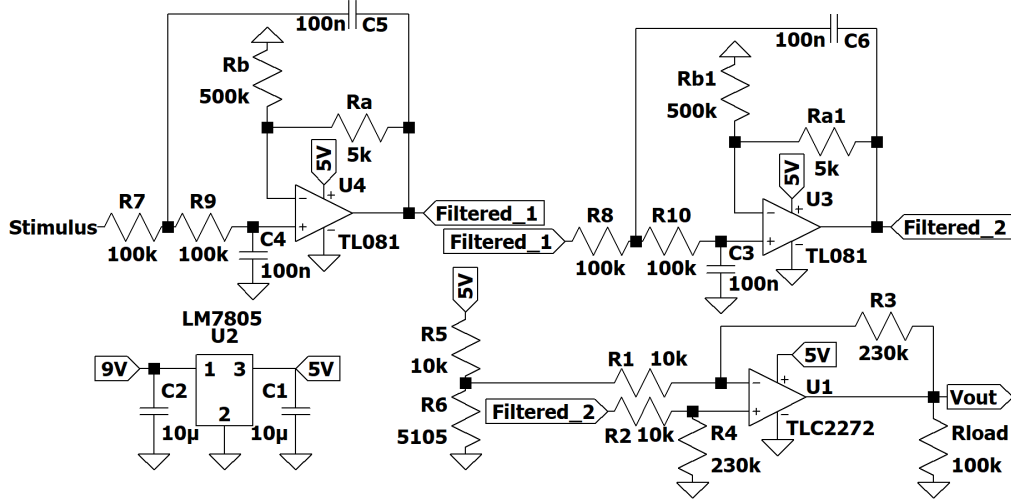 100n C5
Rb
500k
Ra
5k
5V
U4
R7
R9
Stimulus
100k
100k
C4
100n
TL081
Filtered_1
100n C6
Rb1
500k
Ra1
5k
5V
U3
R8
R10
Filtered_1
100k
100k
C3
100n
TL081
Filtered_2
LM7805
U2
9V
1 3
2
5V
C2
10µ
C1
10µ
5V
R5
10k
R6
5105
R1 10k
Filtered_2
R2 10k
R4
230k
R3
230k
5V
U1
TLC2272
Vout
Rload
100k
− + + −
− + + −
− + + −